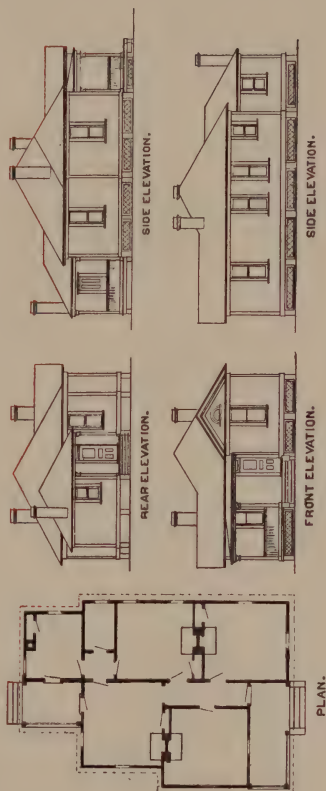 SIDE ELEVATION.
SIDE ELEVATION.
REAR ELEVATION.
FRONT ELEVATION.
PLAN.